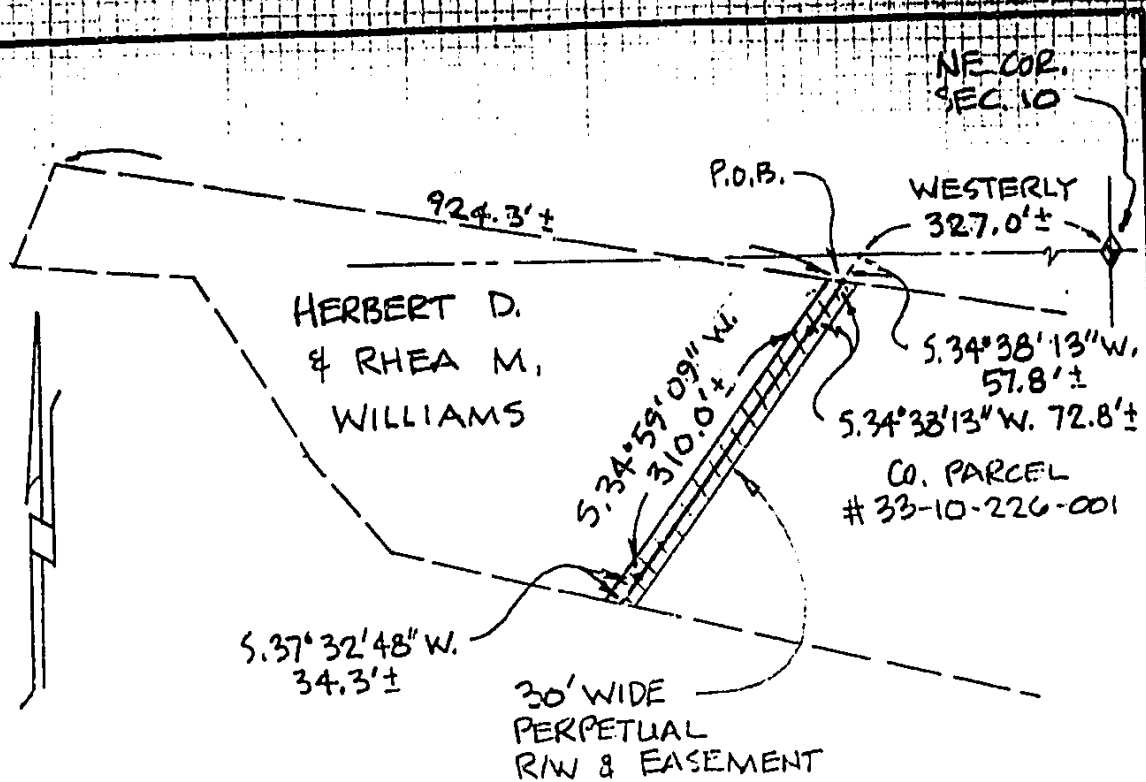 NE COR.
SEC. 10
P.O.B.
WESTERLY
327.0'±
924.3'±
HERBERT D.
& RHEA M.
WILLIAMS
S.34°59'09" W.
310.0'±
S.34°38'13" W.
57.8'±
S.34°38'13" W. 72.8'±
CO. PARCEL
# 33-10-226-001
S.37°32'48" W.
34.3'±
30' WIDE
PERPETUAL
R/W & EASEMENT